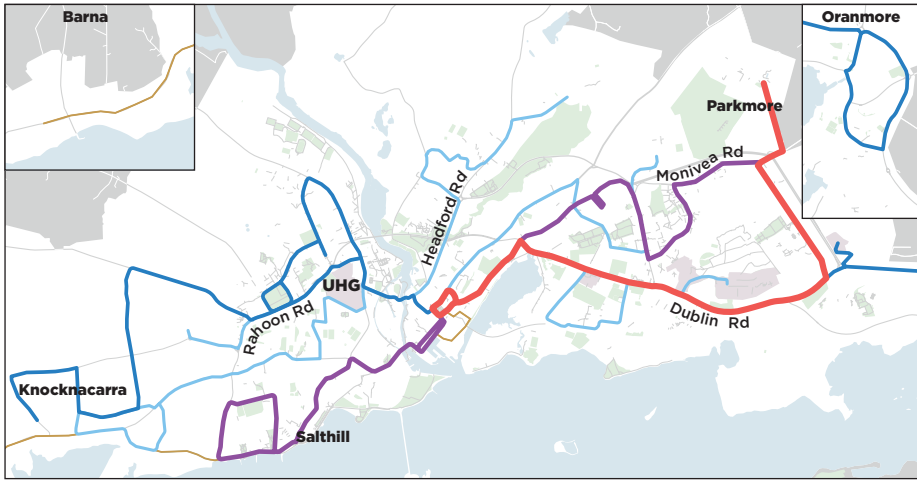 Barna
Oranmore
Parkmore
Monivea Rd
Headford Rd
UHG
Rahoon Rd
Dublin Rd
Knocknacarra
Salthill